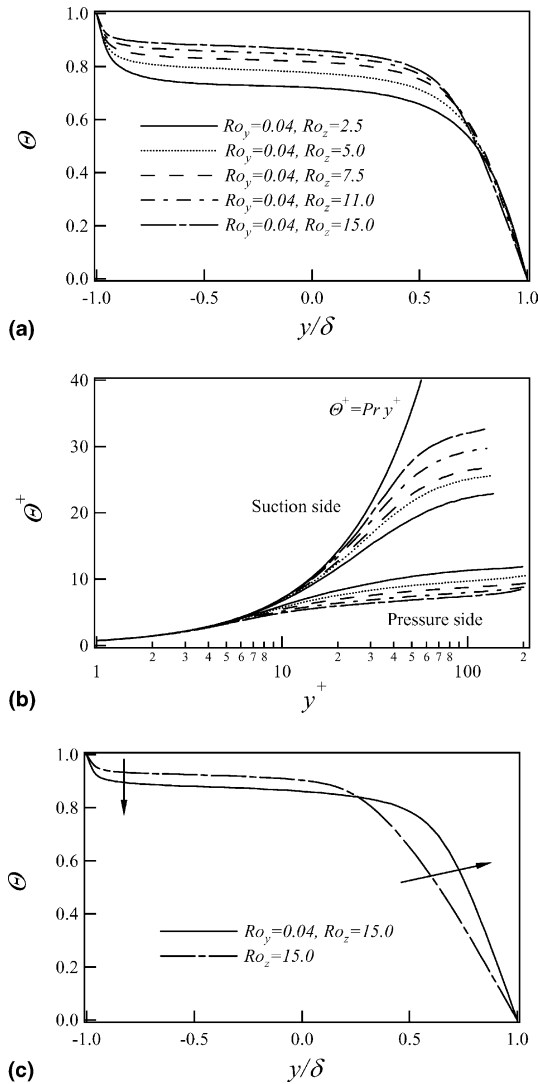 1.0
0.8
0.6
0.4
0.2
0.0
Θ
Ro_y=0.04, Ro_z=2.5
Ro_y=0.04, Ro_z=5.0
Ro_y=0.04, Ro_z=7.5
Ro_y=0.04, Ro_z=11.0
Ro_y=0.04, Ro_z=15.0
-1.0 -0.5 0.0 0.5 1.0
y/δ
(a)
40
30
20
10
0
Θ⁺
Θ⁺=Pr y⁺
Suction side
Pressure side
1 2 3 4 5 6 7 8 10 2 3 4 5 6 7 8 100 2
y⁺
(b)
1.0
0.8
0.6
0.4
0.2
0.0
Θ
Ro_y=0.04, Ro_z=15.0
Ro_z=15.0
-1.0 -0.5 0.0 0.5 1.0
y/δ
(c)